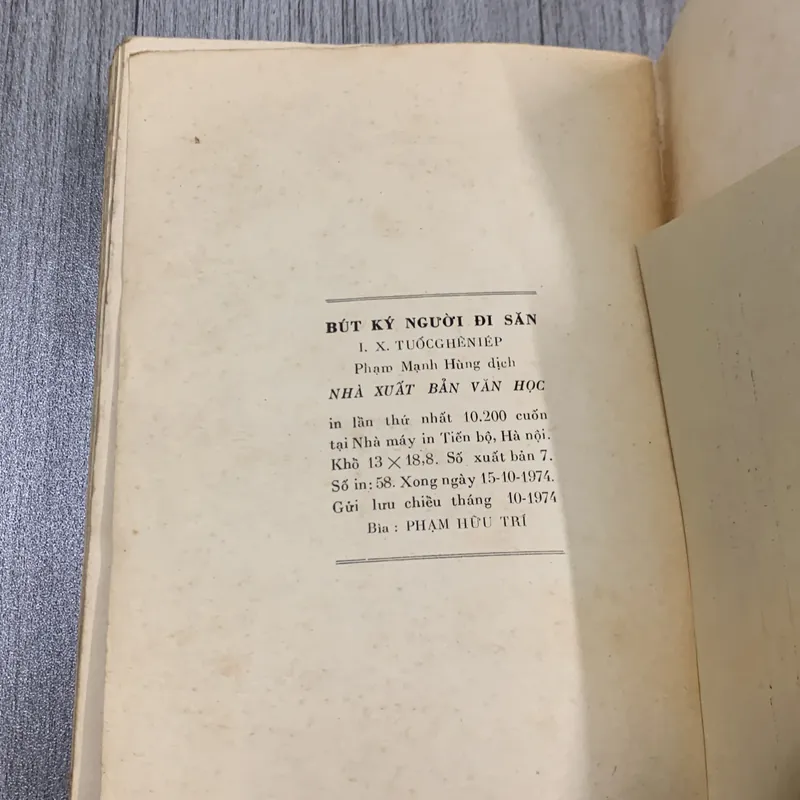 BÚT KÝ NGƯỜI ĐI SĂN
I. X. TUỐCGHÊNIÉP
Phạm Mạnh Hùng dịch
NHÀ XUẤT BẢN VĂN HỌC
in lần thứ nhất 10.200 cuốn
tại Nhà máy in Tiến bộ, Hà nội.
Khổ 13 × 18,8. Số xuất bản 7.
Số in: 58. Xong ngày 15-10-1974.
Gửi lưu chiều tháng 10-1974
Bìa : PHẠM HỮU TRÍ